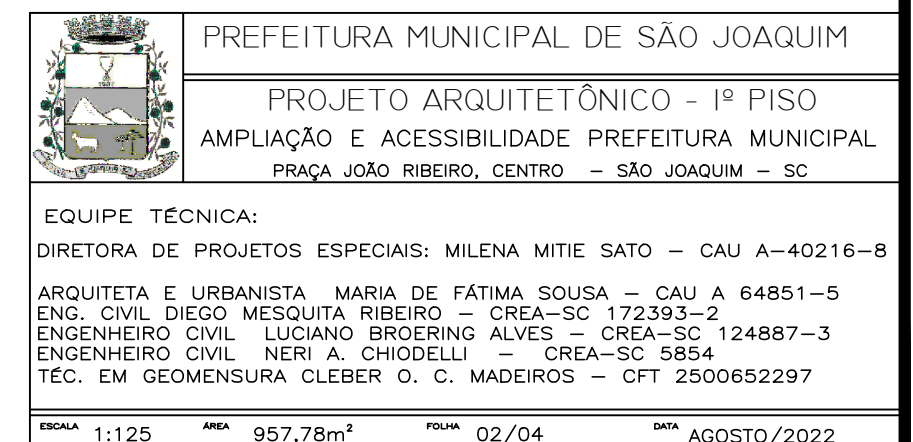 PREFEITURA MUNICIPAL DE SÃO JOAQUIM
PROJETO ARQUITETÔNICO - Iº PISO
AMPLIAÇÃO E ACESSIBILIDADE PREFEITURA MUNICIPAL
PRAÇA JOÃO RIBEIRO, CENTRO – SÃO JOAQUIM – SC
EQUIPE TÉCNICA:
DIRETORA DE PROJETOS ESPECIAIS: MILENA MITIE SATO – CAU A–40216–8
ARQUITETA E URBANISTA MARIA DE FÁTIMA SOUSA – CAU A 64851–5
ENG. CIVIL DIEGO MESQUITA RIBEIRO – CREA–SC 172393–2
ENGENHEIRO CIVIL LUCIANO BROERING ALVES – CREA–SC 124887–3
ENGENHEIRO CIVIL NERI A. CHIODELLI – CREA–SC 5854
TÉC. EM GEOMENSURA CLEBER O. C. MADEIROS – CFT 2500652297
ESCALA 1:125 ÁREA 957,78m² FOLHA 02/04 DATA AGOSTO/2022